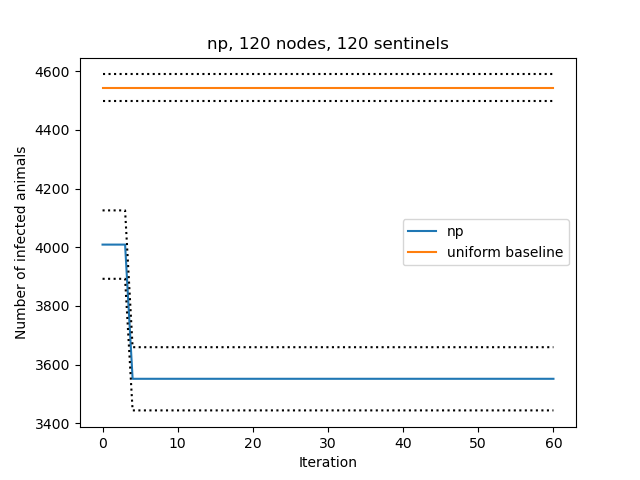 np, 120 nodes, 120 sentinels
Number of infected animals
4600
4400
4200
4000
3800
3600
3400
np
uniform baseline
0 10 20 30 40 50 60
Iteration